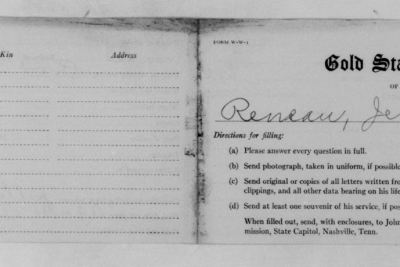 Kin Address
FORM W-W-1
Gold Sta
OF
Reneau, Je
Directions for filling:
(a) Please answer every question in full.
(b) Send photograph, taken in uniform, if possible
(c) Send original or copies of all letters written from
clippings, and all other data bearing on his life
(d) Send at least one souvenir of his service, if pos
When filled out, send, with enclosures, to John
mission, State Capitol, Nashville, Tenn.